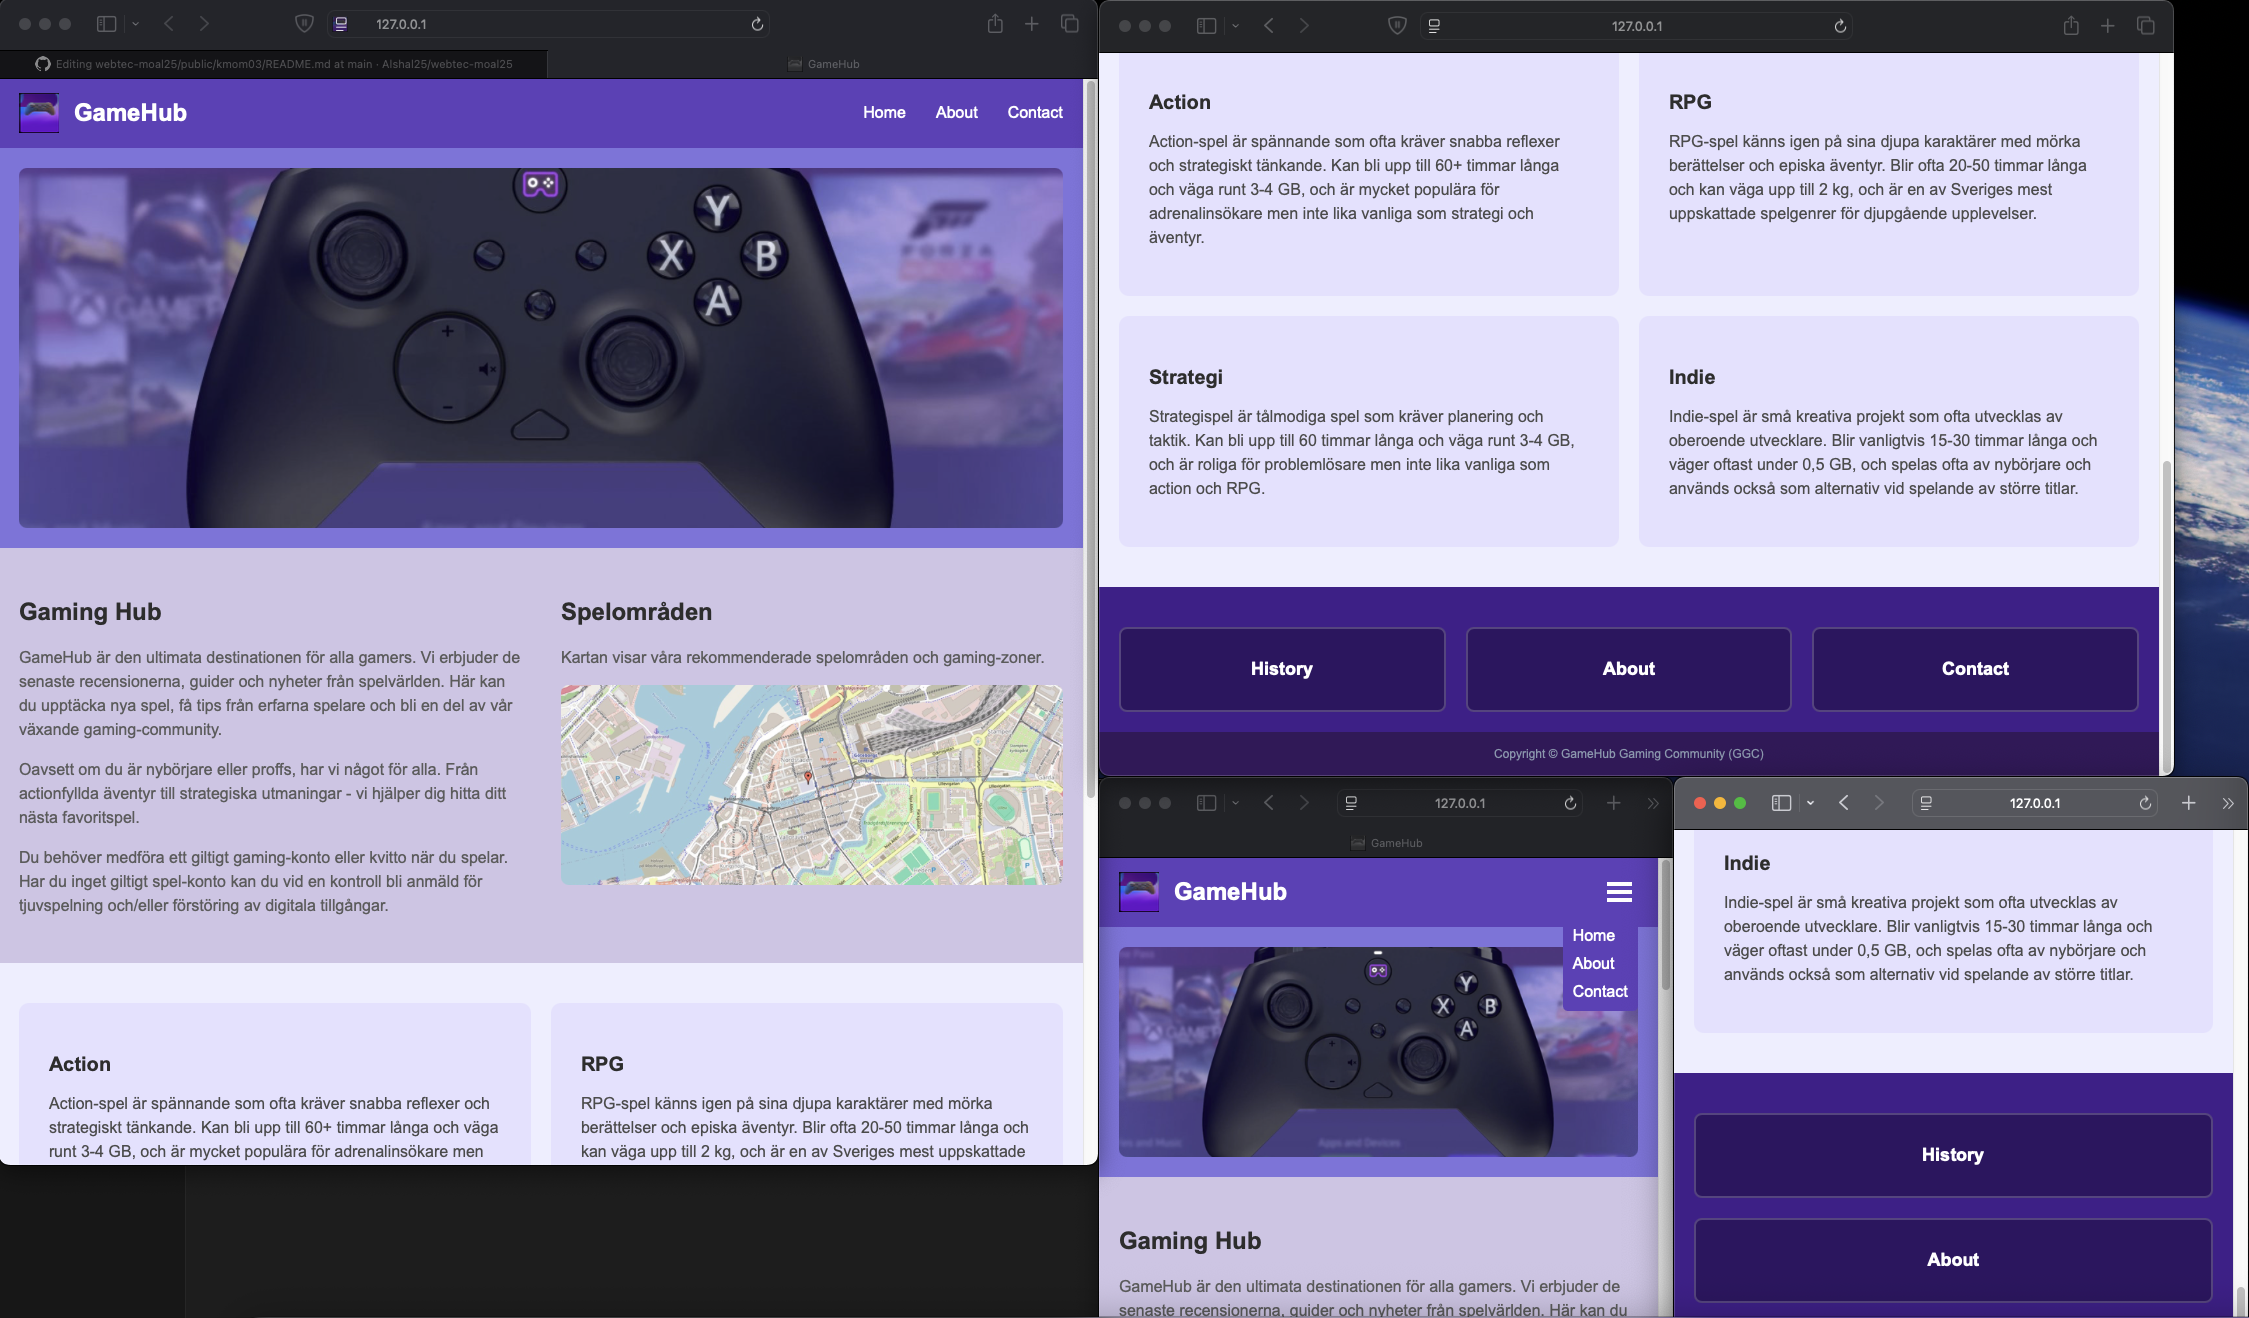 127.0.0.1
Editing webtec-moal25/public/kmom03/README.md at main · Alshal25/webtec-moal25
GameHub
GameHub
Home
About
Contact
Y
X
B
A
FORZA
Gaming Hub
GameHub är den ultimata destinationen för alla gamers. Vi erbjuder de
senaste recensionerna, guider och nyheter från spelvärlden. Här kan
du upptäcka nya spel, få tips från erfarna spelare och bli en del av vår
växande gaming-community.
Oavsett om du är nybörjare eller proffs, har vi något för alla. Från
actionfyllda äventyr till strategiska utmaningar - vi hjälper dig hitta ditt
nästa favoritspel.
Du behöver medföra ett giltigt gaming-konto eller kvitto när du spelar.
Har du inget giltigt spel-konto kan du vid en kontroll bli anmäld för
tjuvspelning och/eller förstöring av digitala tillgångar.
Spelområden
Kartan visar våra rekommenderade spelområden och gaming-zoner.
Action
Action-spel är spännande som ofta kräver snabba reflexer och
strategiskt tänkande. Kan bli upp till 60+ timmar långa och väga
runt 3-4 GB, och är mycket populära för adrenalinsökare men
RPG
RPG-spel känns igen på sina djupa karaktärer med mörka
berättelser och episka äventyr. Blir ofta 20-50 timmar långa och
kan väga upp till 2 kg, och är en av Sveriges mest uppskattade
127.0.0.1
Action
Action-spel är spännande som ofta kräver snabba reflexer
och strategiskt tänkande. Kan bli upp till 60+ timmar långa
och väga runt 3-4 GB, och är mycket populära för
adrenalinsökare men inte lika vanliga som strategi och
äventyr.
RPG
RPG-spel känns igen på sina djupa karaktärer med mörka
berättelser och episka äventyr. Blir ofta 20-50 timmar långa
och kan väga upp till 2 kg, och är en av Sveriges mest
uppskattade spelgenrer för djupgående upplevelser.
Strategi
Strategispel är tålmodiga spel som kräver planering och
taktik. Kan bli upp till 60 timmar långa och väga runt 3-4 GB,
och är roliga för problemlösare men inte lika vanliga som
action och RPG.
Indie
Indie-spel är små kreativa projekt som ofta utvecklas av
oberoende utvecklare. Blir vanligtvis 15-30 timmar långa och
väger oftast under 0,5 GB, och spelas ofta av nybörjare och
används också som alternativ vid spelande av större titlar.
History
About
Contact
Copyright © GameHub Gaming Community (GGC)
127.0.0.1
GameHub
GameHub
Home
About
Contact
Y
X
B
A
Apps and Devices
Gaming Hub
GameHub är den ultimata destinationen för alla gamers. Vi erbjuder de
senaste recensionerna, guider och nyheter från spelvärlden. Här kan du
127.0.0.1
Indie
Indie-spel är små kreativa projekt som ofta utvecklas av
oberoende utvecklare. Blir vanligtvis 15-30 timmar långa och
väger oftast under 0,5 GB, och spelas ofta av nybörjare och
används också som alternativ vid spelande av större titlar.
History
About